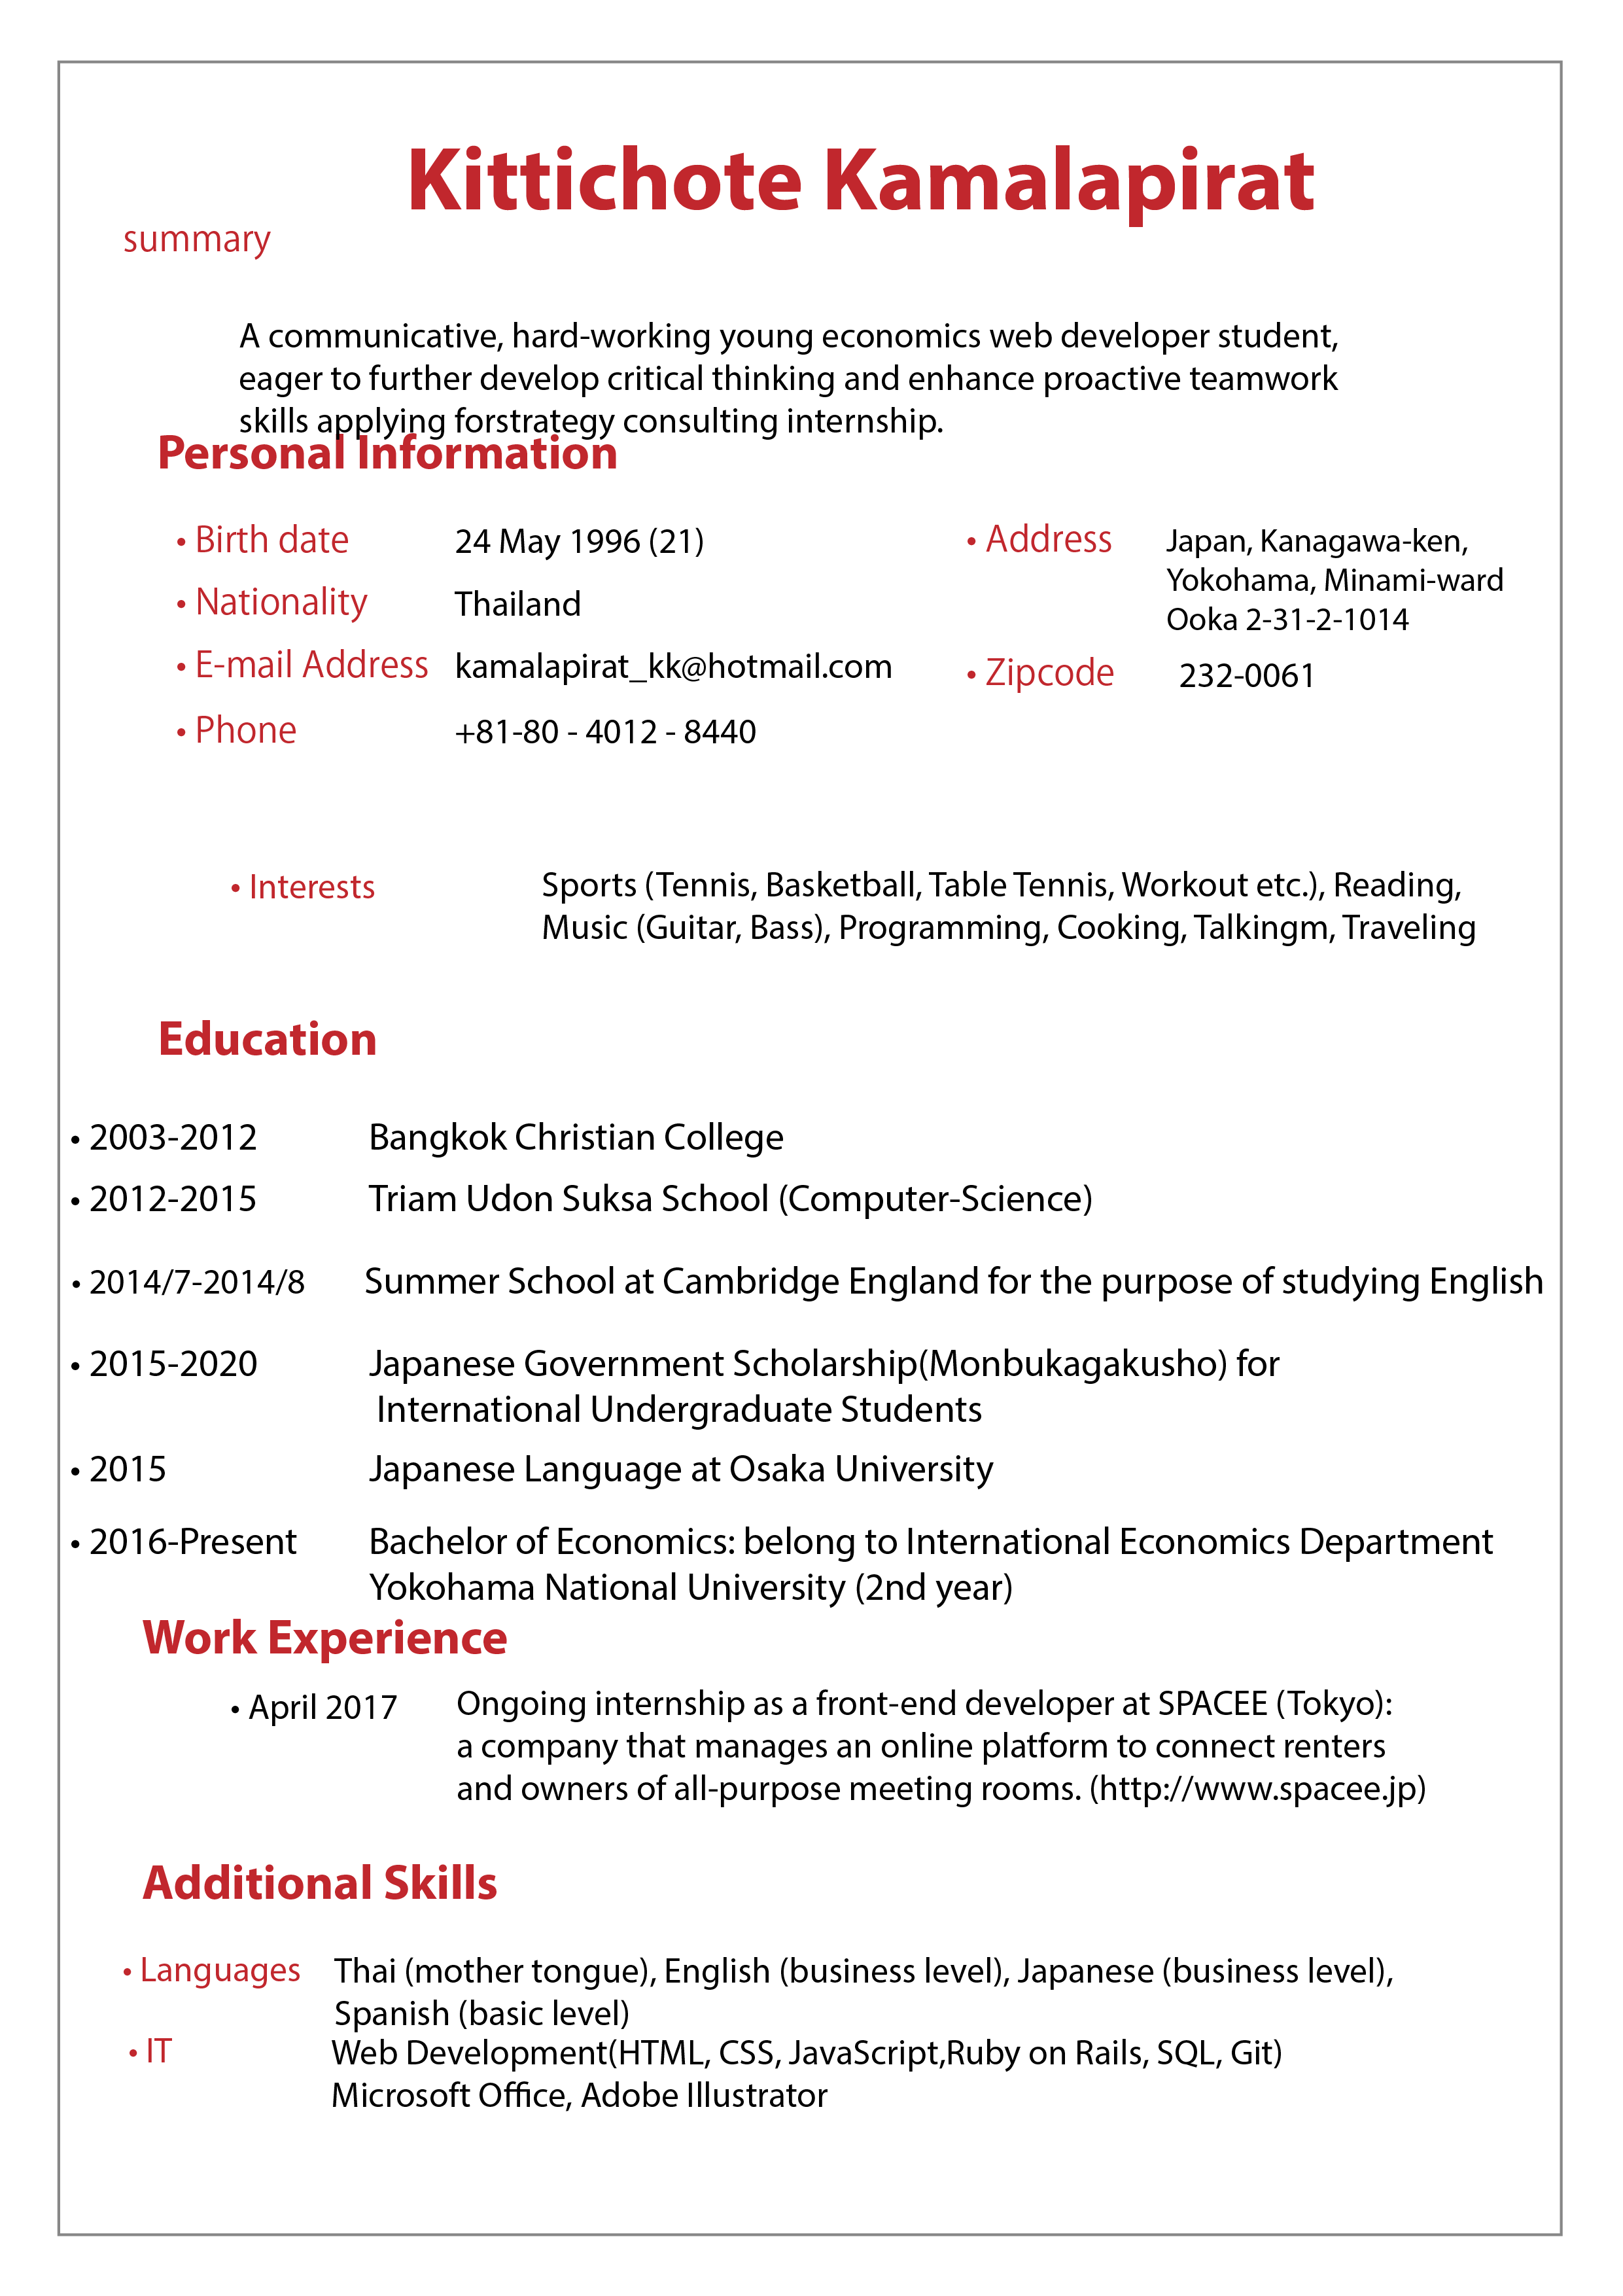 Kittichote Kamalapirat
summary
A communicative, hard-working young economics web developer student,
eager to further develop critical thinking and enhance proactive teamwork
skills applying forstrategy consulting internship.
Personal Information
• Birth date 24 May 1996 (21)
• Nationality Thailand
• E-mail Address kamalapirat_kk@hotmail.com
• Phone +81-80 - 4012 - 8440
• Address Japan, Kanagawa-ken,
Yokohama, Minami-ward
Ooka 2-31-2-1014
• Zipcode 232-0061
• Interests Sports (Tennis, Basketball, Table Tennis, Workout etc.), Reading,
Music (Guitar, Bass), Programming, Cooking, Talkingm, Traveling
Education
• 2003-2012 Bangkok Christian College
• 2012-2015 Triam Udon Suksa School (Computer-Science)
• 2014/7-2014/8 Summer School at Cambridge England for the purpose of studying English
• 2015-2020 Japanese Government Scholarship(Monbukagakusho) for
International Undergraduate Students
• 2015 Japanese Language at Osaka University
• 2016-Present Bachelor of Economics: belong to International Economics Department
Yokohama National University (2nd year)
Work Experience
• April 2017 Ongoing internship as a front-end developer at SPACEE (Tokyo):
a company that manages an online platform to connect renters
and owners of all-purpose meeting rooms. (http://www.spacee.jp)
Additional Skills
• Languages Thai (mother tongue), English (business level), Japanese (business level),
Spanish (basic level)
• IT Web Development(HTML, CSS, JavaScript,Ruby on Rails, SQL, Git)
Microsoft Office, Adobe Illustrator